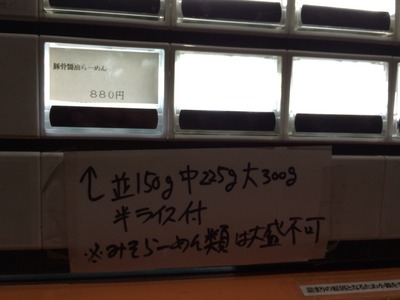 豚骨醤油らーめん
880円
↑並150g中225g大300g
半ライス付
※みそらーめん類は大盛不可